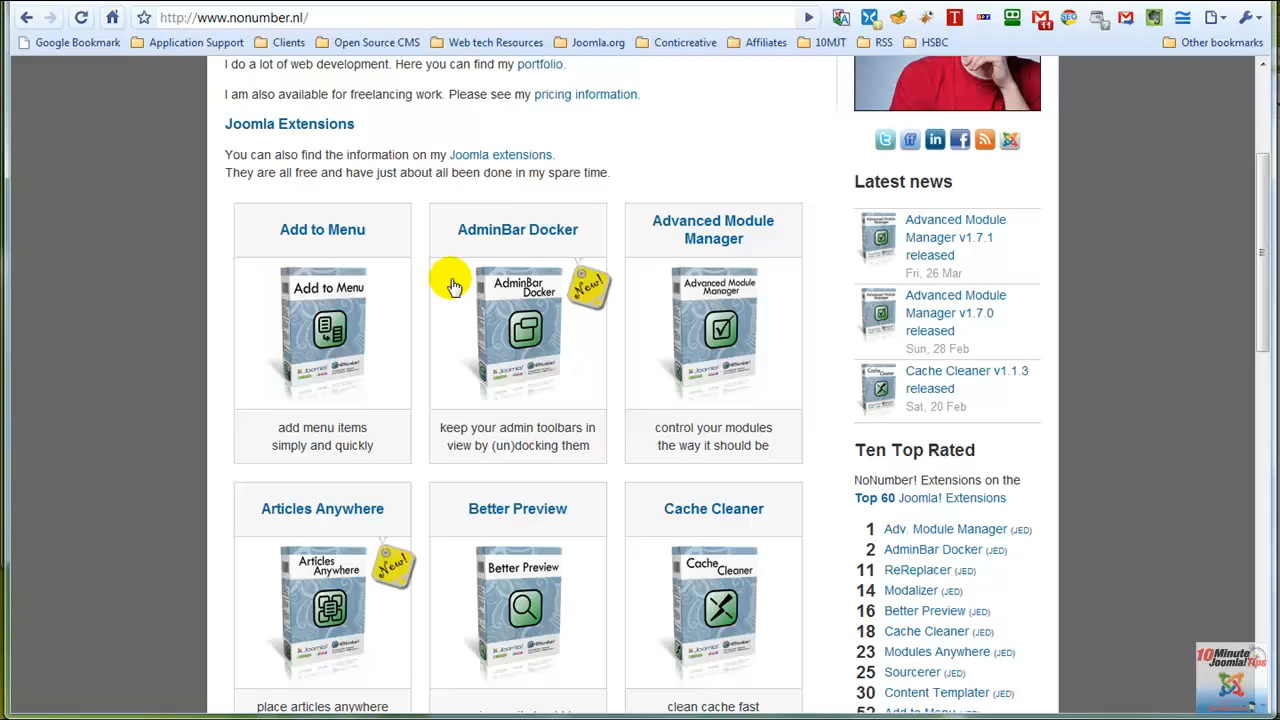 http://www.nonumber.nl/
11
Google Bookmark
Application Support
Clients
Open Source CMS
Web tech Resources
Joomla.org
Conticreative
Affiliates
10MJT
RSS
HSBC
Other bookmarks
I do a lot of web development. Here you can find my portfolio.
I am also available for freelancing work. Please see my pricing information.
Joomla Extensions
You can also find the information on my Joomla extensions.
They are all free and have just about all been done in my spare time.
Add to Menu
Add to Menu
add menu items
simply and quickly
AdminBar Docker
AdminBar
Docker
New!
keep your admin toolbars in
view by (un)docking them
Advanced Module
Manager
Advanced Module
Manager
control your modules
the way it should be
Articles Anywhere
Articles
Anywhere
New!
place articles anywhere
Better Preview
Better Preview
Cache Cleaner
Cache
Cleaner
clean cache fast
Latest news
Advanced Module
Manager v1.7.1
released
Fri, 26 Mar
Advanced Module
Manager v1.7.0
released
Sun, 28 Feb
Cache Cleaner v1.1.3
released
Sat, 20 Feb
Ten Top Rated
NoNumber! Extensions on the
Top 60 Joomla! Extensions
1 Adv. Module Manager (JED)
2 AdminBar Docker (JED)
11 ReReplacer (JED)
14 Modalizer (JED)
16 Better Preview (JED)
18 Cache Cleaner (JED)
23 Modules Anywhere (JED)
25 Sourcerer (JED)
30 Content Templater (JED)
52 Add to Menu (JED)
10 Minute
Joomla! Tips